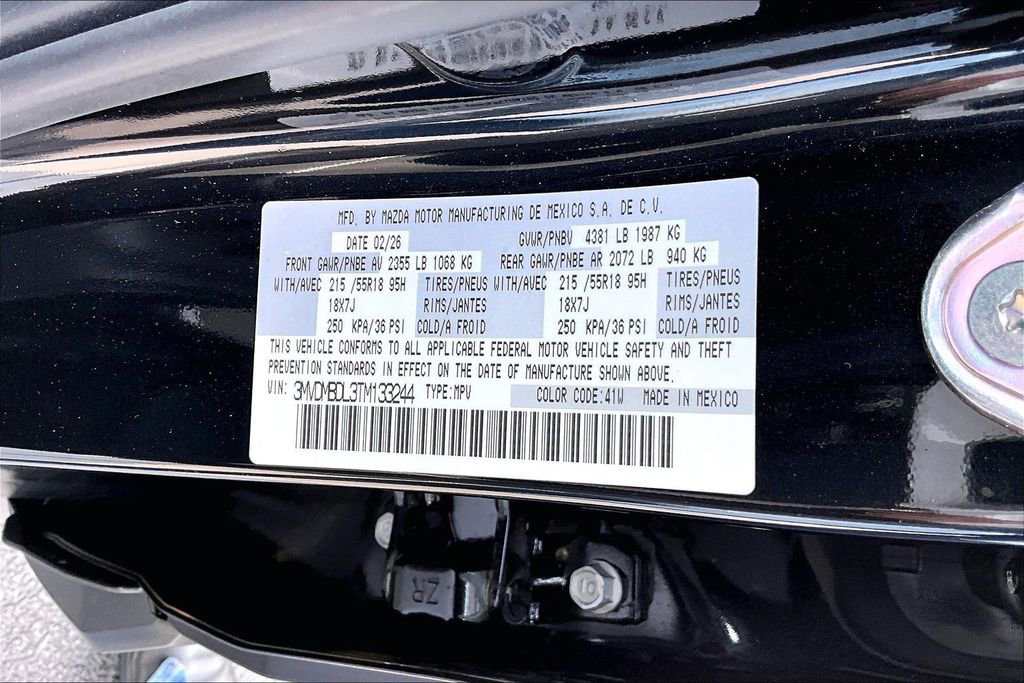 MFD. BY MAZDA MOTOR MANUFACTURING DE MEXICO S.A. DE C.V.
DATE 02/26 GVWR/PNBV 4381 LB 1987 KG
FRONT GAWR/PNBE AV 2355 LB 1068 KG REAR GAWR/PNBE AR 2072 LB 940 KG
WITH/AVEC 215 /55R18 95H TIRES/PNEUS WITH/AVEC 215 /55R18 95H TIRES/PNEUS
18X7J RIMS/JANTES 18X7J RIMS/JANTES
250 KPA/36 PSI COLD/A FROID 250 KPA/36 PSI COLD/A FROID
THIS VEHICLE CONFORMS TO ALL APPLICABLE FEDERAL MOTOR VEHICLE SAFETY AND THEFT
PREVENTION STANDARDS IN EFFECT ON THE DATE OF MANUFACTURE SHOWN ABOVE.
VIN: 3MVDMBDL3TM133244 TYPE:MPV COLOR CODE:41W MADE IN MEXICO
ZR
10